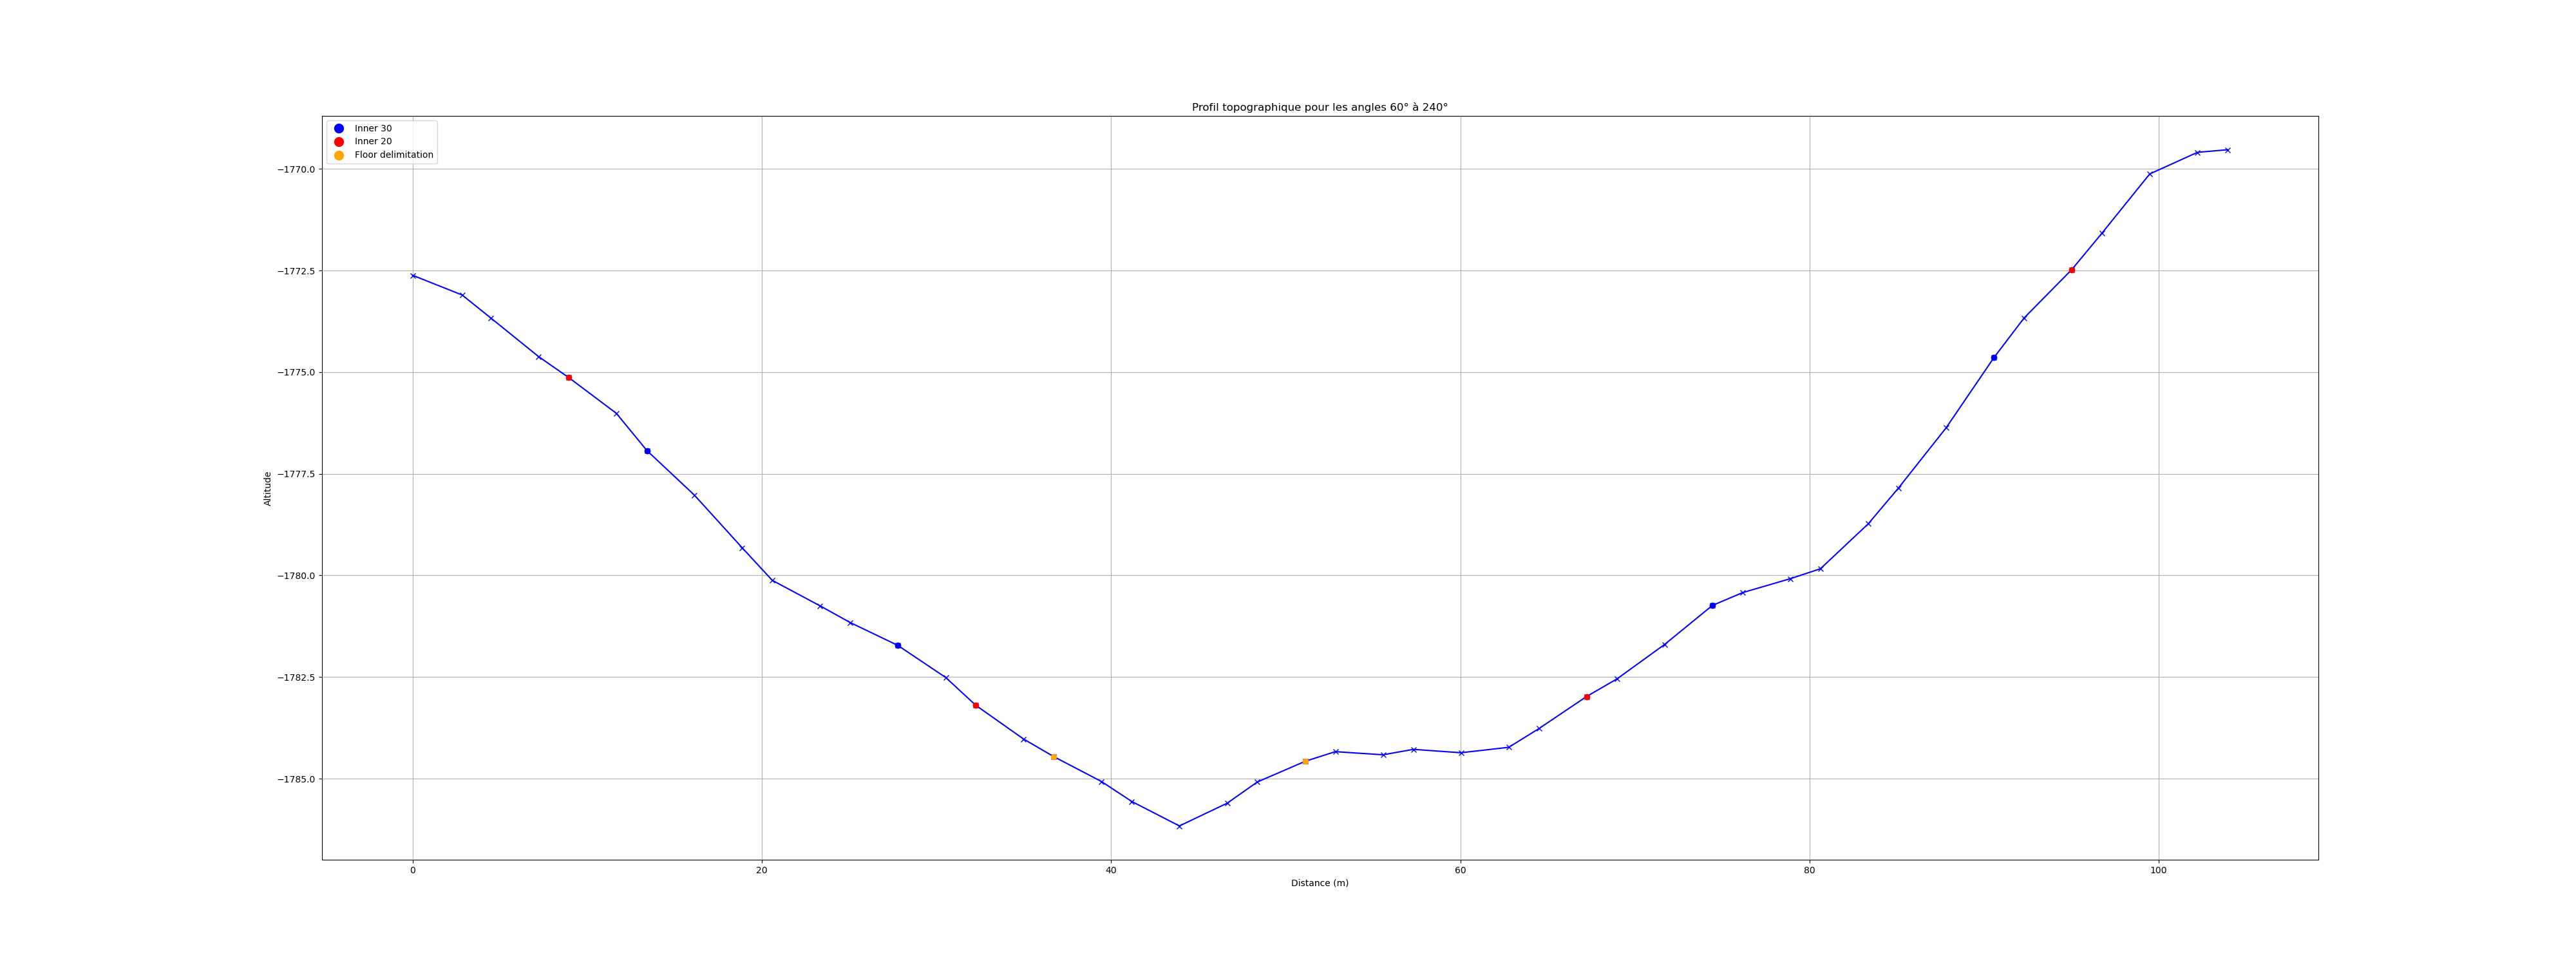 Profil topographique pour les angles 60° à 240°
Inner 30
Inner 20
Floor delimitation
−1770.0
−1772.5
−1775.0
−1777.5
−1780.0
−1782.5
−1785.0
Altitude
0 20 40 60 80 100
Distance (m)